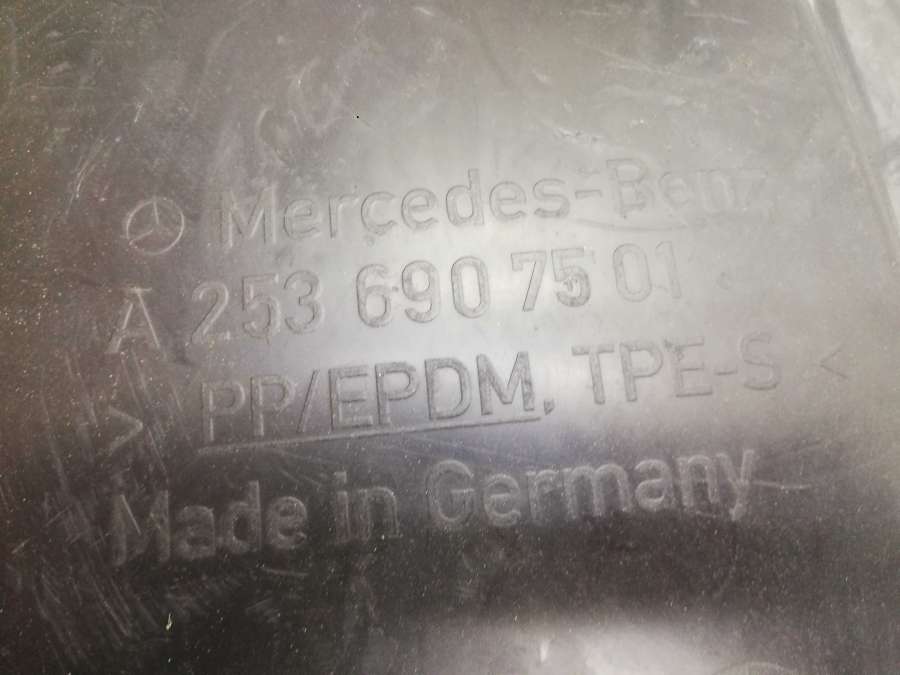 Mercedes-Benz
A 253 690 75 01
> PP/EPDM, TPE-S <
Made in Germany